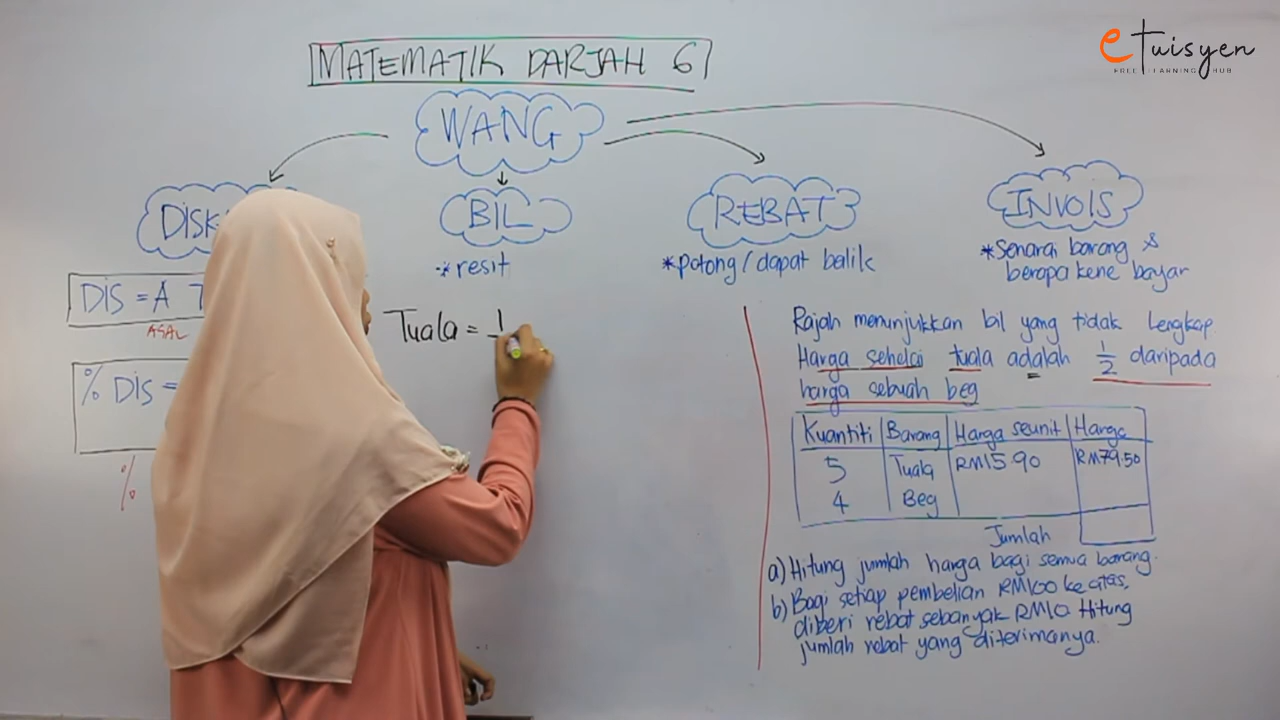 eTuisyen
FREE LEARNING HUB
MATEMATIK DARJAH 6
WANG
BIL
* resit
REBAT
* potong/dapat balik
INVOIS
* Senarai barang &
berapa kene bayar
DIS = A
ASAL
% DIS =
%
Tuala = 1
Rajah menunjukkan bil yang tidak lengkap.
Harga sehelai tuala adalah 1/2 daripada
harga sebuah beg
Kuantiti Barang Harga seunit Harga
5 Tuala RM15.90 RM79.50
4 Beg
Jumlah
a) Hitung jumlah harga bagi semua barang.
b) Bagi setiap pembelian RM100 ke atas,
diberi rebat sebanyak RM10. Hitung
jumlah rebat yang diterimanya.